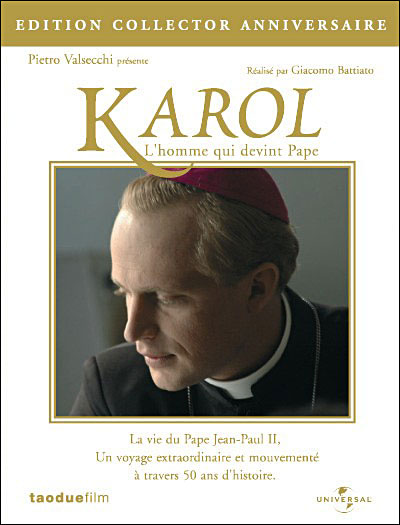 EDITION COLLECTOR ANNIVERSAIRE
Pietro Valsecchi présente
Réalisé par Giacomo Battiato
KAROL
L'homme qui devint Pape
La vie du Pape Jean-Paul II,
Un voyage extraordinaire et mouvementé
à travers 50 ans d'histoire.
taoduefilm
UNIVERSAL